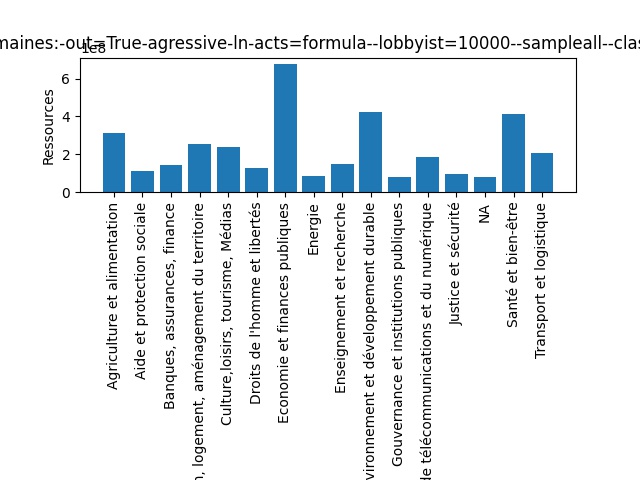 maines:-out=True-agressive-ln-acts=formula--lobbyist=10000--sampleall--clas
1e8
Ressources
6
4
2
0
Agriculture et alimentation
Aide et protection sociale
Banques, assurances, finance
n, logement, aménagement du territoire
Culture,loisirs, tourisme, Médias
Droits de l'homme et libertés
Economie et finances publiques
Energie
Enseignement et recherche
vironnement et développement durable
Gouvernance et institutions publiques
de télécommunications et du numérique
Justice et sécurité
NA
Santé et bien-être
Transport et logistique